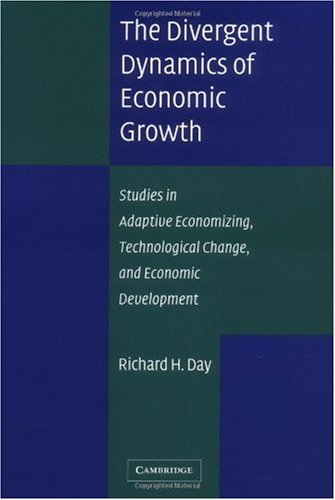 Copyrighted Material
The Divergent
Dynamics of
Economic
Growth
Studies in
Adaptive Economizing,
Technological Change,
and Economic
Development
Richard H. Day
CAMBRIDGE
Copyrighted Material